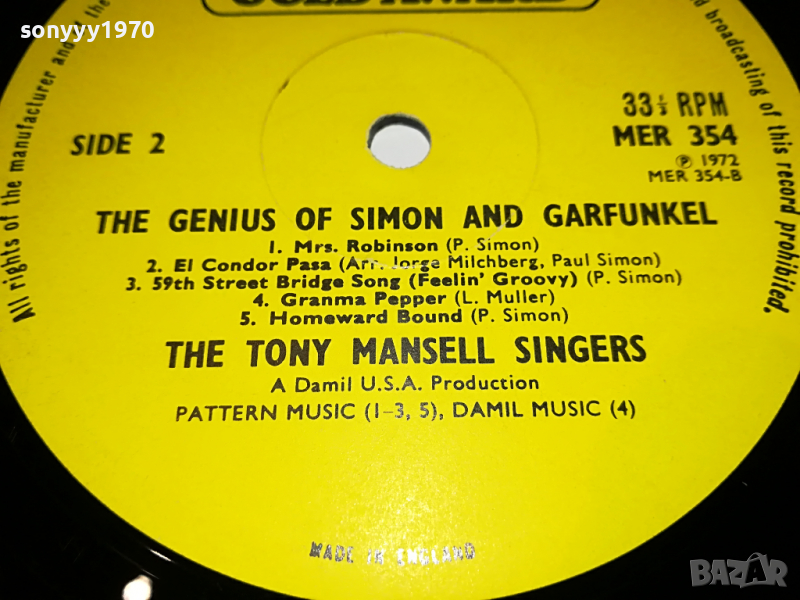 sonyyy1970
All rights of the manufacturer and of the
d broadcasting of this record prohibited.
SIDE 2
33⅓ RPM
MER 354
℗ 1972
MER 354-B
THE GENIUS OF SIMON AND GARFUNKEL
1. Mrs. Robinson (P. Simon)
2. El Condor Pasa (Arr. Jorge Milchberg, Paul Simon)
3. 59th Street Bridge Song (Feelin' Groovy) (P. Simon)
4. Granma Pepper (L. Muller)
5. Homeward Bound (P. Simon)
THE TONY MANSELL SINGERS
A Damil U.S.A. Production
PATTERN MUSIC (1-3, 5), DAMIL MUSIC (4)
MADE IN ENGLAND
BAZAR